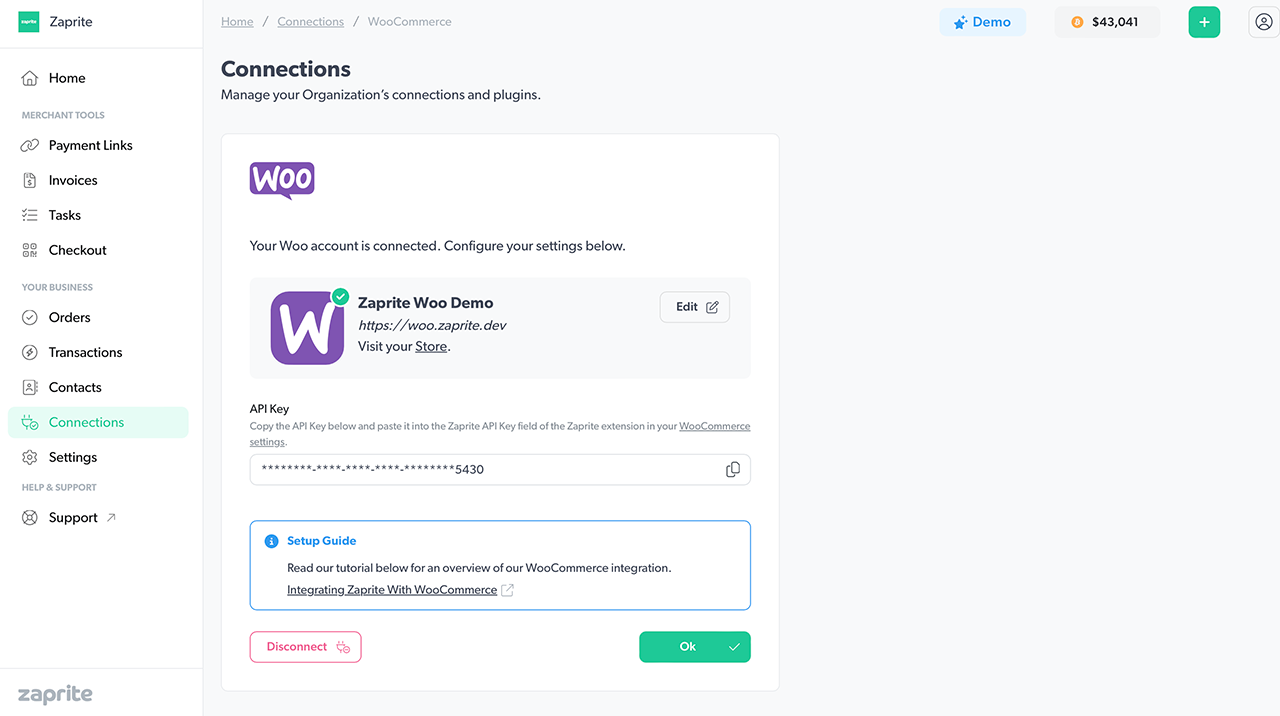 zaprite
Zaprite
Home / Connections / WooCommerce
Demo
$43,041
Home
MERCHANT TOOLS
Payment Links
Invoices
Tasks
Checkout
YOUR BUSINESS
Orders
Transactions
Contacts
Connections
Settings
HELP & SUPPORT
Support
zaprite
Connections
Manage your Organization’s connections and plugins.
WOO
Your Woo account is connected. Configure your settings below.
W
Zaprite Woo Demo
https://woo.zaprite.dev
Visit your Store.
Edit
API Key
Copy the API Key below and paste it into the Zaprite API Key field of the Zaprite extension in your WooCommerce
settings.
********-****-****-****-********5430
Setup Guide
Read our tutorial below for an overview of our WooCommerce integration.
Integrating Zaprite With WooCommerce
Disconnect
Ok